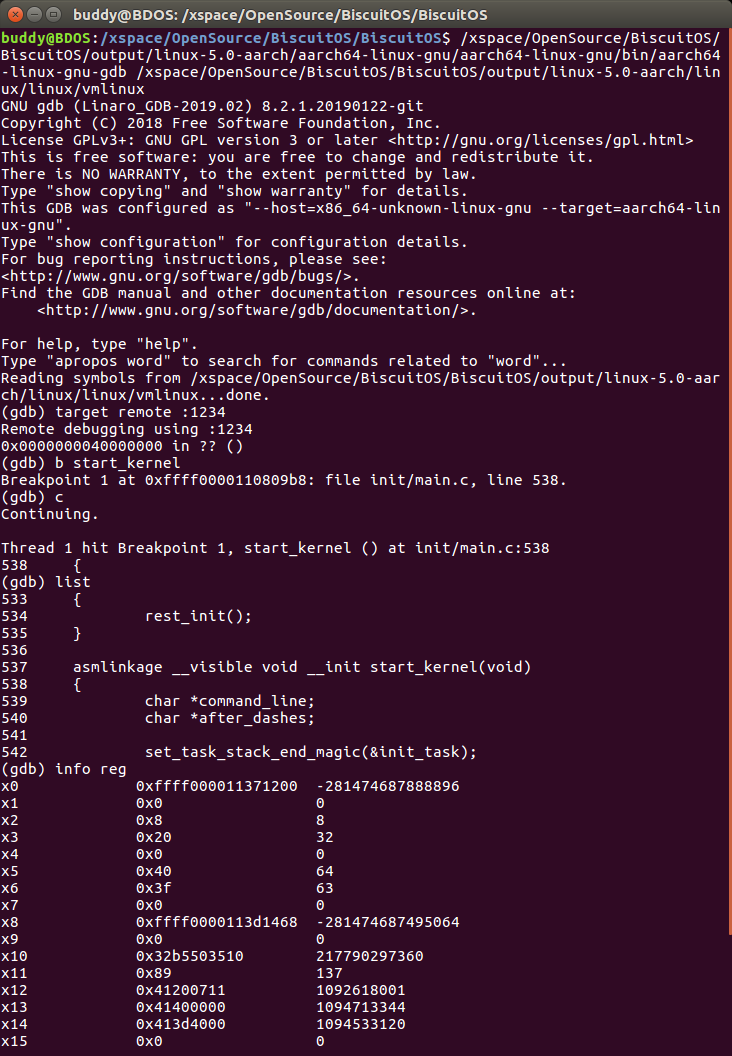 buddy@BDOS: /xspace/OpenSource/BiscuitOS/BiscuitOS
buddy@BDOS:/xspace/OpenSource/BiscuitOS/BiscuitOS$ /xspace/OpenSource/BiscuitOS/
BiscuitOS/output/linux-5.0-aarch/aarch64-linux-gnu/aarch64-linux-gnu/bin/aarch64
-linux-gnu-gdb /xspace/OpenSource/BiscuitOS/BiscuitOS/output/linux-5.0-aarch/lin
ux/linux/vmlinux
GNU gdb (Linaro_GDB-2019.02) 8.2.1.20190122-git
Copyright (C) 2018 Free Software Foundation, Inc.
License GPLv3+: GNU GPL version 3 or later <http://gnu.org/licenses/gpl.html>
This is free software: you are free to change and redistribute it.
There is NO WARRANTY, to the extent permitted by law.
Type "show copying" and "show warranty" for details.
This GDB was configured as "--host=x86_64-unknown-linux-gnu --target=aarch64-lin
ux-gnu".
Type "show configuration" for configuration details.
For bug reporting instructions, please see:
<http://www.gnu.org/software/gdb/bugs/>.
Find the GDB manual and other documentation resources online at:
    <http://www.gnu.org/software/gdb/documentation/>.

For help, type "help".
Type "apropos word" to search for commands related to "word"...
Reading symbols from /xspace/OpenSource/BiscuitOS/BiscuitOS/output/linux-5.0-aar
ch/linux/linux/vmlinux...done.
(gdb) target remote :1234
Remote debugging using :1234
0x0000000040000000 in ?? ()
(gdb) b start_kernel
Breakpoint 1 at 0xffff0000110809b8: file init/main.c, line 538.
(gdb) c
Continuing.

Thread 1 hit Breakpoint 1, start_kernel () at init/main.c:538
538     {
(gdb) list
533     {
534             rest_init();
535     }
536
537     asmlinkage __visible void __init start_kernel(void)
538     {
539             char *command_line;
540             char *after_dashes;
541
542             set_task_stack_end_magic(&init_task);
(gdb) info reg
x0             0xffff000011371200  -281474687888896
x1             0x0                 0
x2             0x8                 8
x3             0x20                32
x4             0x0                 0
x5             0x40                64
x6             0x3f                63
x7             0x0                 0
x8             0xffff0000113d1468  -281474687495064
x9             0x0                 0
x10            0x32b5503510        217790297360
x11            0x89                137
x12            0x41200711          1092618001
x13            0x41400000          1094713344
x14            0x413d4000          1094533120
x15            0x0                 0